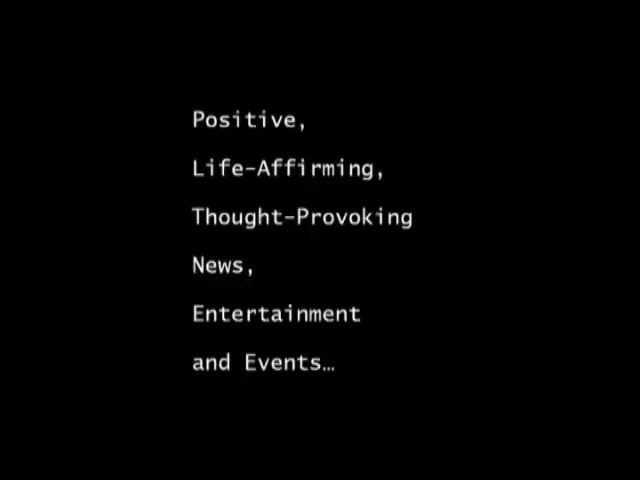 Positive,
Life-Affirming,
Thought-Provoking
News,
Entertainment
and Events…